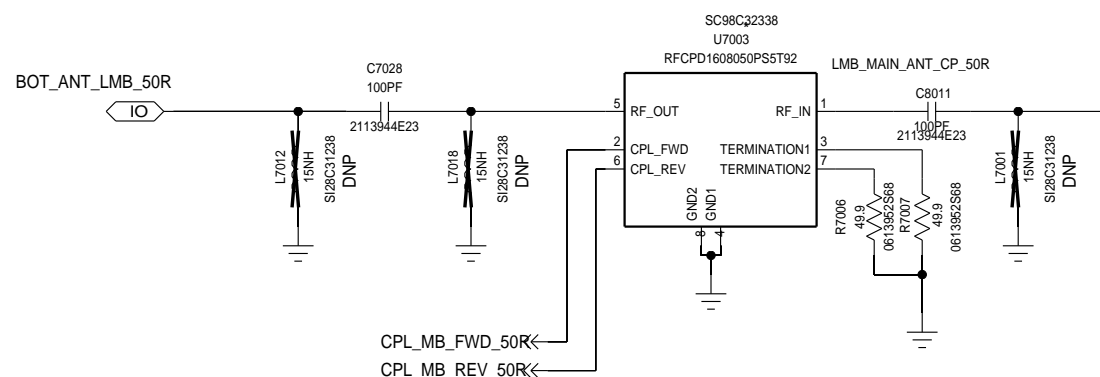 SC98C32338
*
U7003
RFCPD1608050PS5T92
LMB_MAIN_ANT_CP_50R
BOT_ANT_LMB_50R
IO
C7028
100PF
2113944E23
C8011
100PF
2113944E23
5 RF_OUT
RF_IN 1
2 CPL_FWD
TERMINATION1 3
6 CPL_REV
TERMINATION2 7
GND2
GND1
8
4
L7012
15NH
SI28C31238
DNP
L7018
15NH
SI28C31238
DNP
R7006
49.9
0613952S68
R7007
49.9
0613952S68
L7001
15NH
SI28C31238
DNP
CPL_MB_FWD_50R
CPL_MB_REV_50R